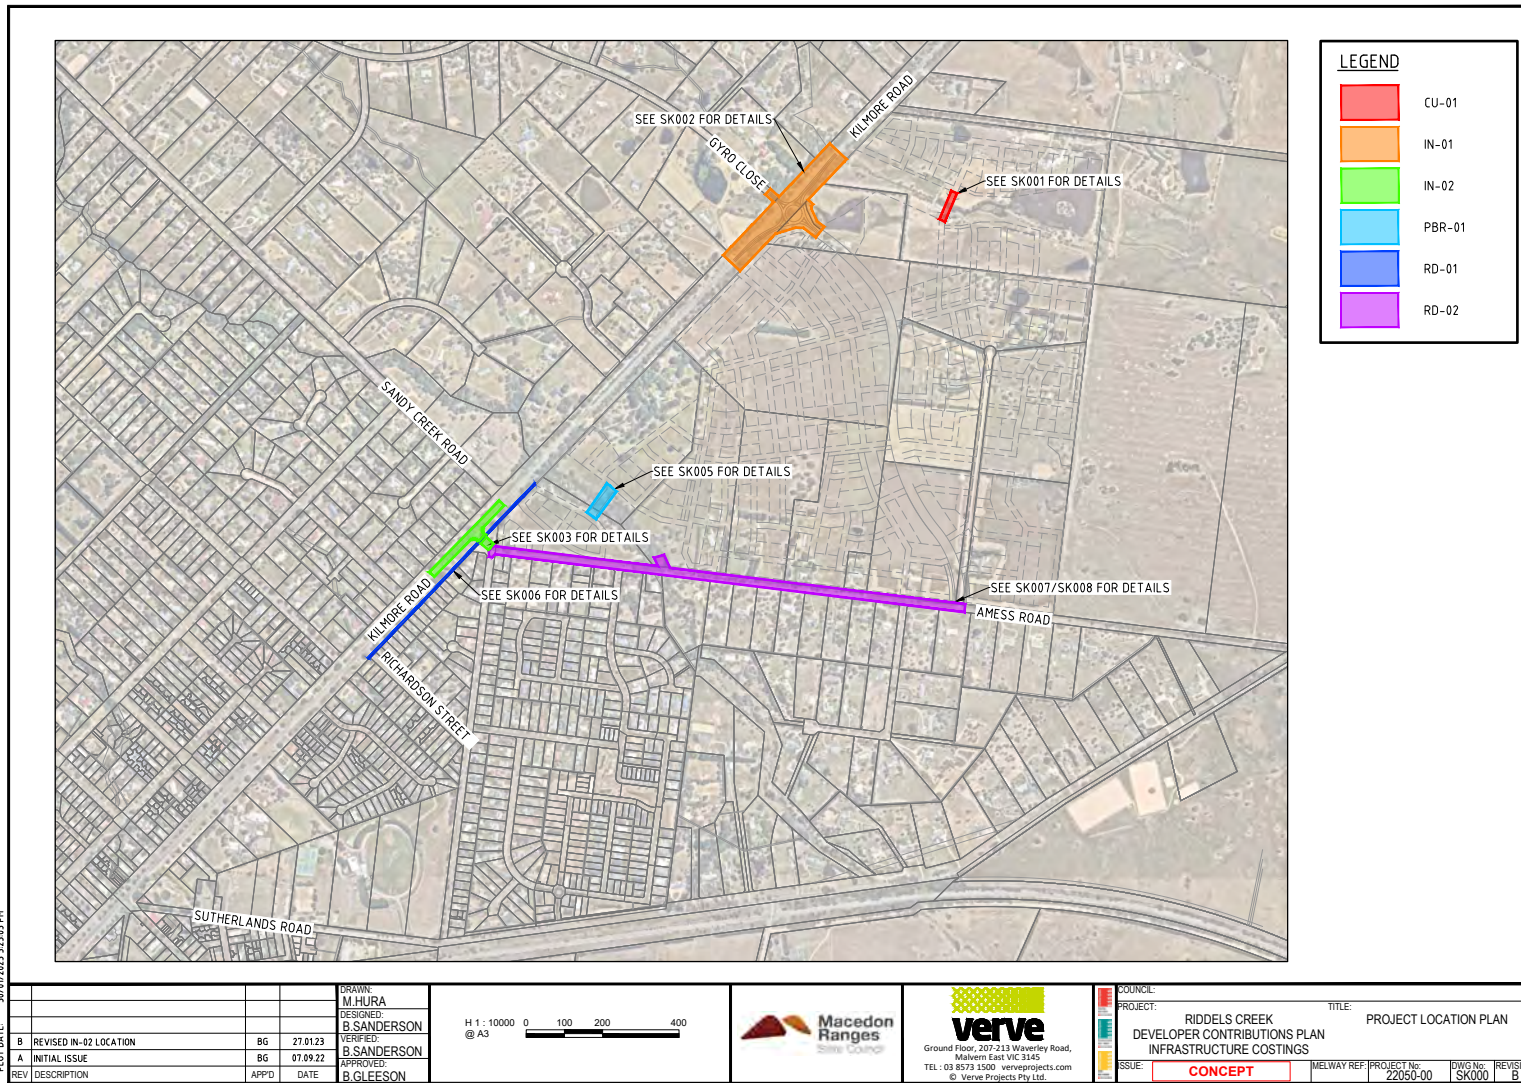 LEGEND
CU-01
IN-01
IN-02
PBR-01
RD-01
RD-02
KILMORE ROAD
SEE SK002 FOR DETAILS
GYRO CLOSE
SEE SK001 FOR DETAILS
SANDY CREEK ROAD
SEE SK005 FOR DETAILS
SEE SK003 FOR DETAILS
SEE SK006 FOR DETAILS
SEE SK007/SK008 FOR DETAILS
AMESS ROAD
KILMORE ROAD
RICHARDSON STREET
SUTHERLANDS ROAD
PLOT DATE:
B REVISED IN-02 LOCATION BG 27.01.23
A INITIAL ISSUE BG 07.09.22
REV DESCRIPTION APP'D DATE
DRAWN:
M.HURA
DESIGNED:
B.SANDERSON
VERIFIED:
B.SANDERSON
APPROVED:
B.GLEESON
H 1 : 10000 0 100 200 400
@ A3
Macedon
Ranges
Shire Council
verve
Ground Floor, 207-213 Waverley Road,
Malvern East VIC 3145
TEL : 03 8573 1500 verveprojects.com
© Verve Projects Pty Ltd.
COUNCIL:
PROJECT:
RIDDELS CREEK
DEVELOPER CONTRIBUTIONS PLAN
INFRASTRUCTURE COSTINGS
TITLE:
PROJECT LOCATION PLAN
ISSUE:
CONCEPT
MELWAY REF:
PROJECT No:
22050-00
DWG No:
SK000
B